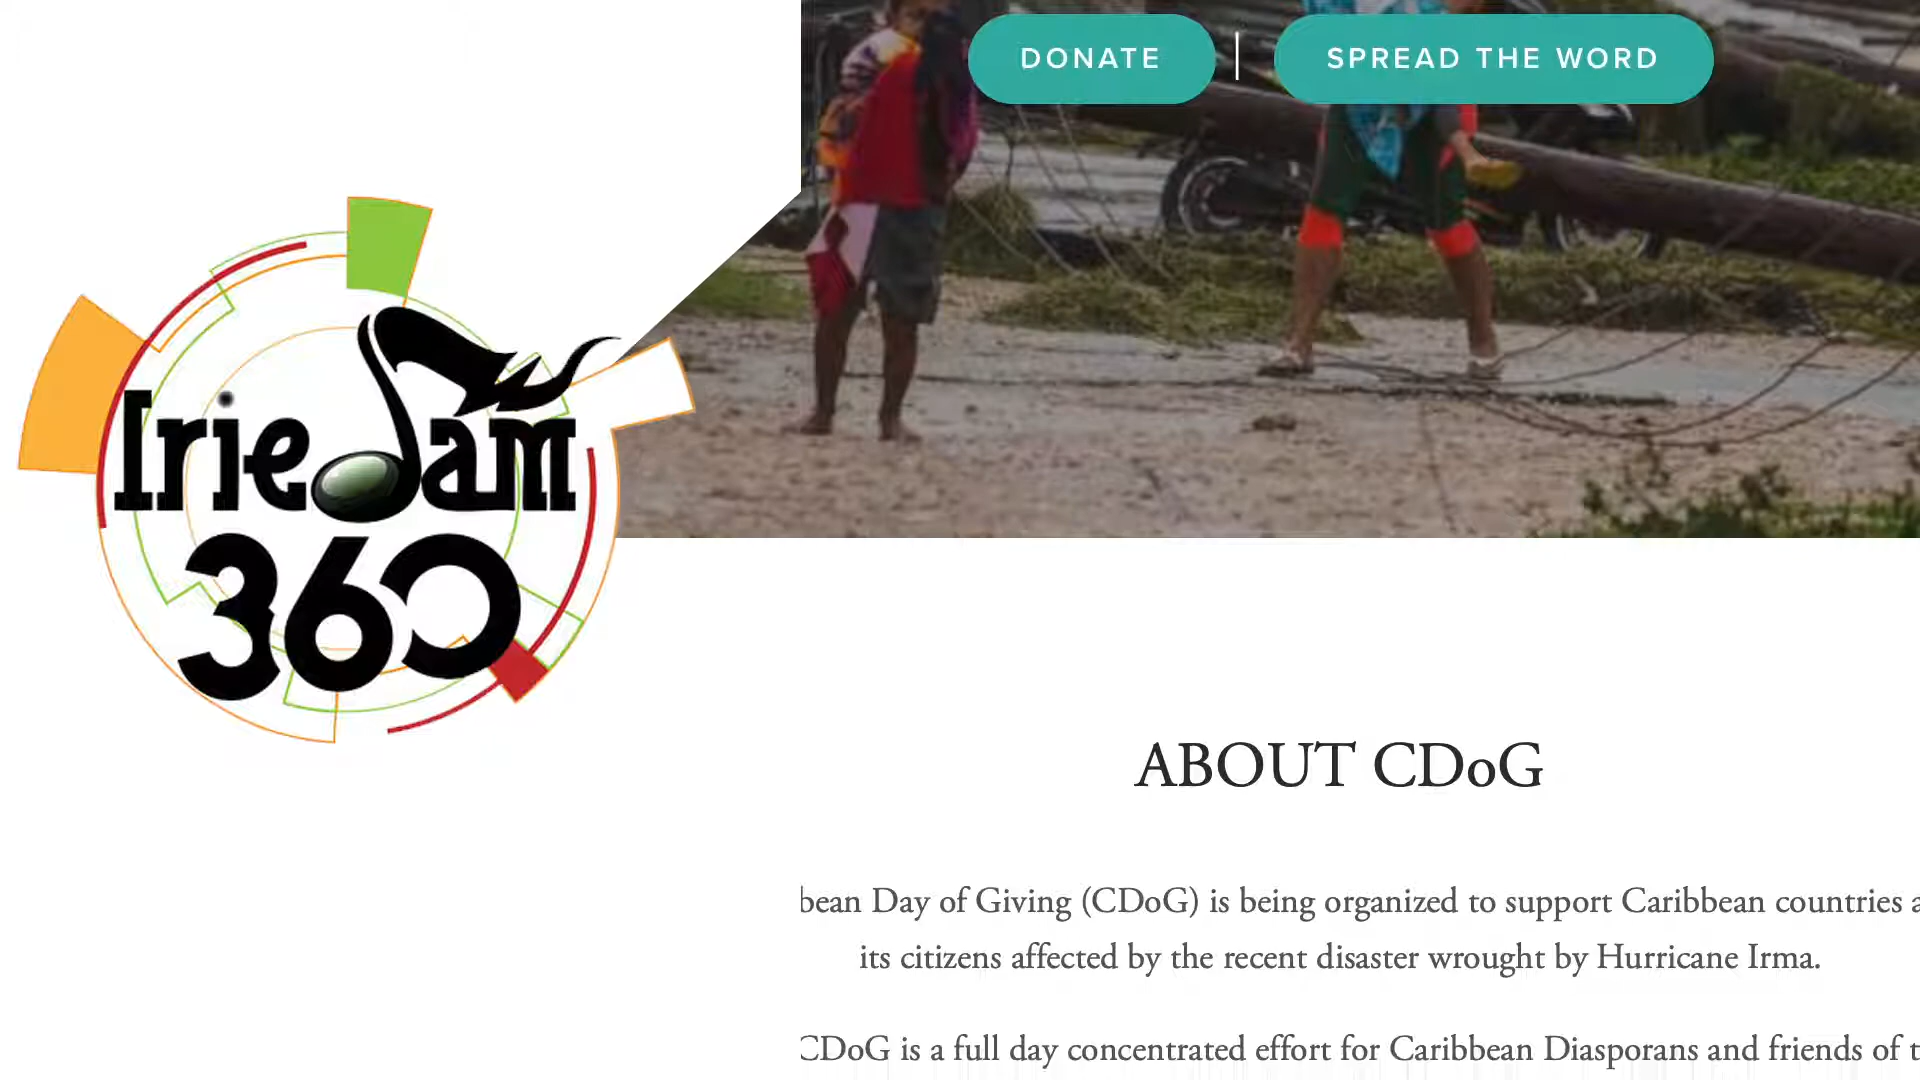 DONATE | SPREAD THE WORD
IrieJam
360
ABOUT CDoG
bean Day of Giving (CDoG) is being organized to support Caribbean countries a
its citizens affected by the recent disaster wrought by Hurricane Irma.
CDoG is a full day concentrated effort for Caribbean Diasporans and friends of t